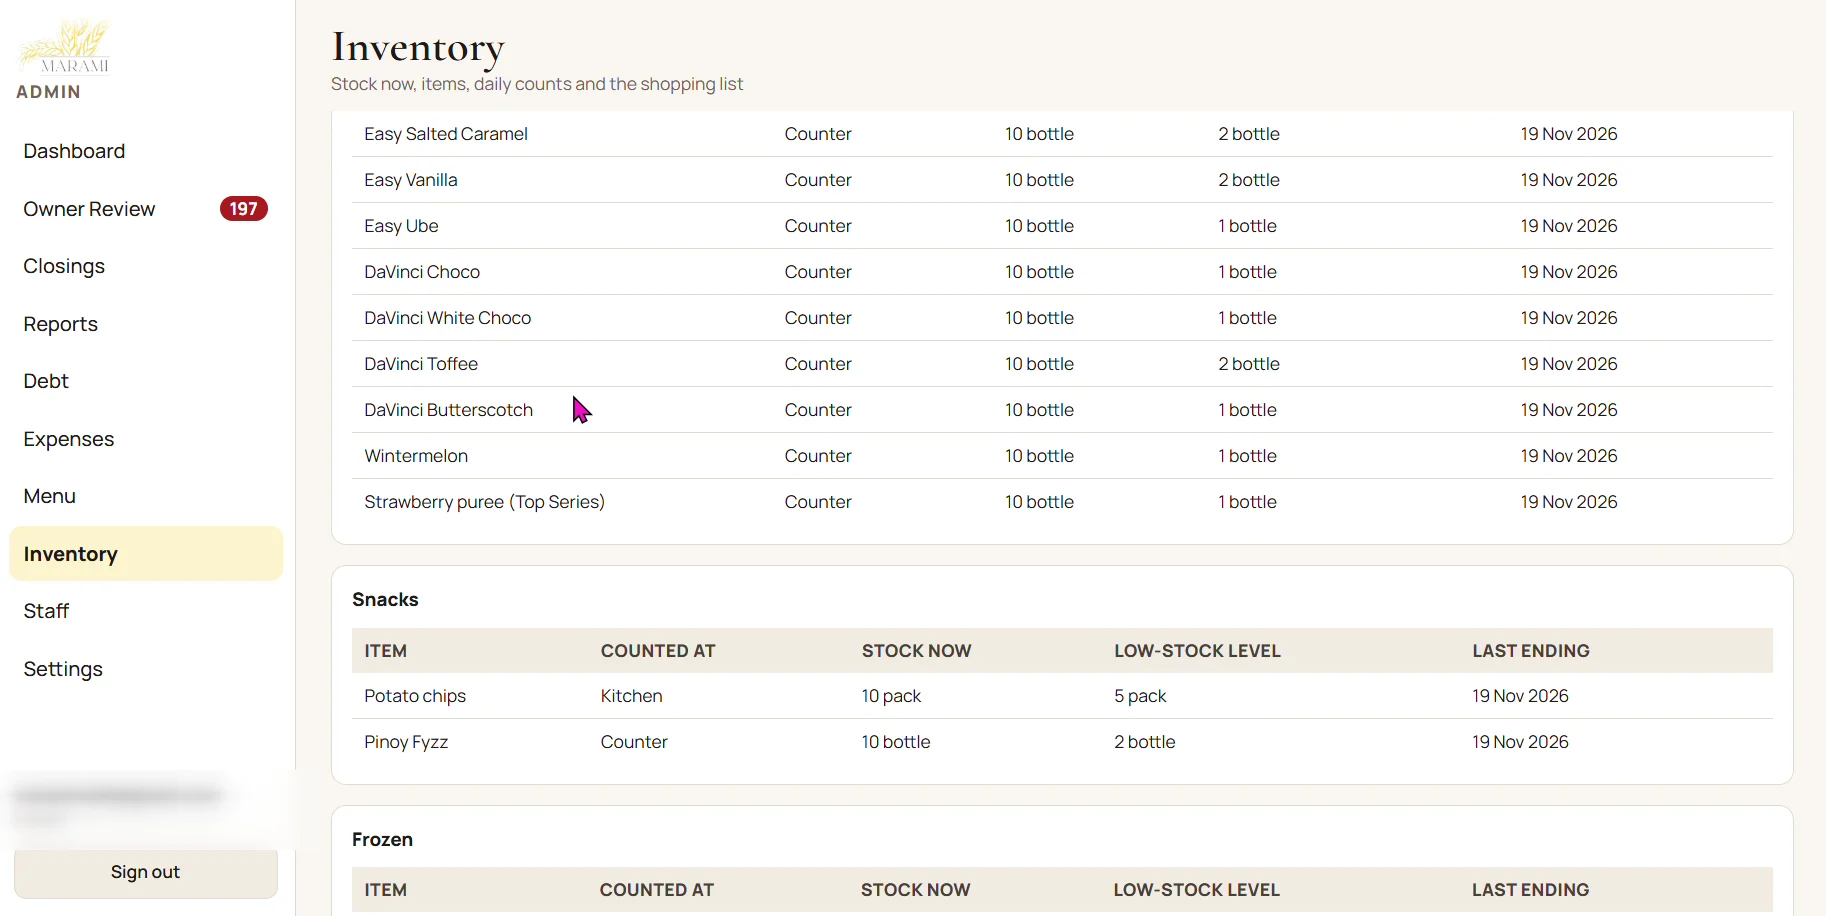 MARAMI
ADMIN
Dashboard
Owner Review 197
Closings
Reports
Debt
Expenses
Menu
Inventory
Staff
Settings
Sign out
Inventory
Stock now, items, daily counts and the shopping list
Easy Salted Caramel Counter 10 bottle 2 bottle 19 Nov 2026
Easy Vanilla Counter 10 bottle 2 bottle 19 Nov 2026
Easy Ube Counter 10 bottle 1 bottle 19 Nov 2026
DaVinci Choco Counter 10 bottle 1 bottle 19 Nov 2026
DaVinci White Choco Counter 10 bottle 1 bottle 19 Nov 2026
DaVinci Toffee Counter 10 bottle 2 bottle 19 Nov 2026
DaVinci Butterscotch Counter 10 bottle 1 bottle 19 Nov 2026
Wintermelon Counter 10 bottle 1 bottle 19 Nov 2026
Strawberry puree (Top Series) Counter 10 bottle 1 bottle 19 Nov 2026
Snacks
ITEM COUNTED AT STOCK NOW LOW-STOCK LEVEL LAST ENDING
Potato chips Kitchen 10 pack 5 pack 19 Nov 2026
Pinoy Fyzz Counter 10 bottle 2 bottle 19 Nov 2026
Frozen
ITEM COUNTED AT STOCK NOW LOW-STOCK LEVEL LAST ENDING